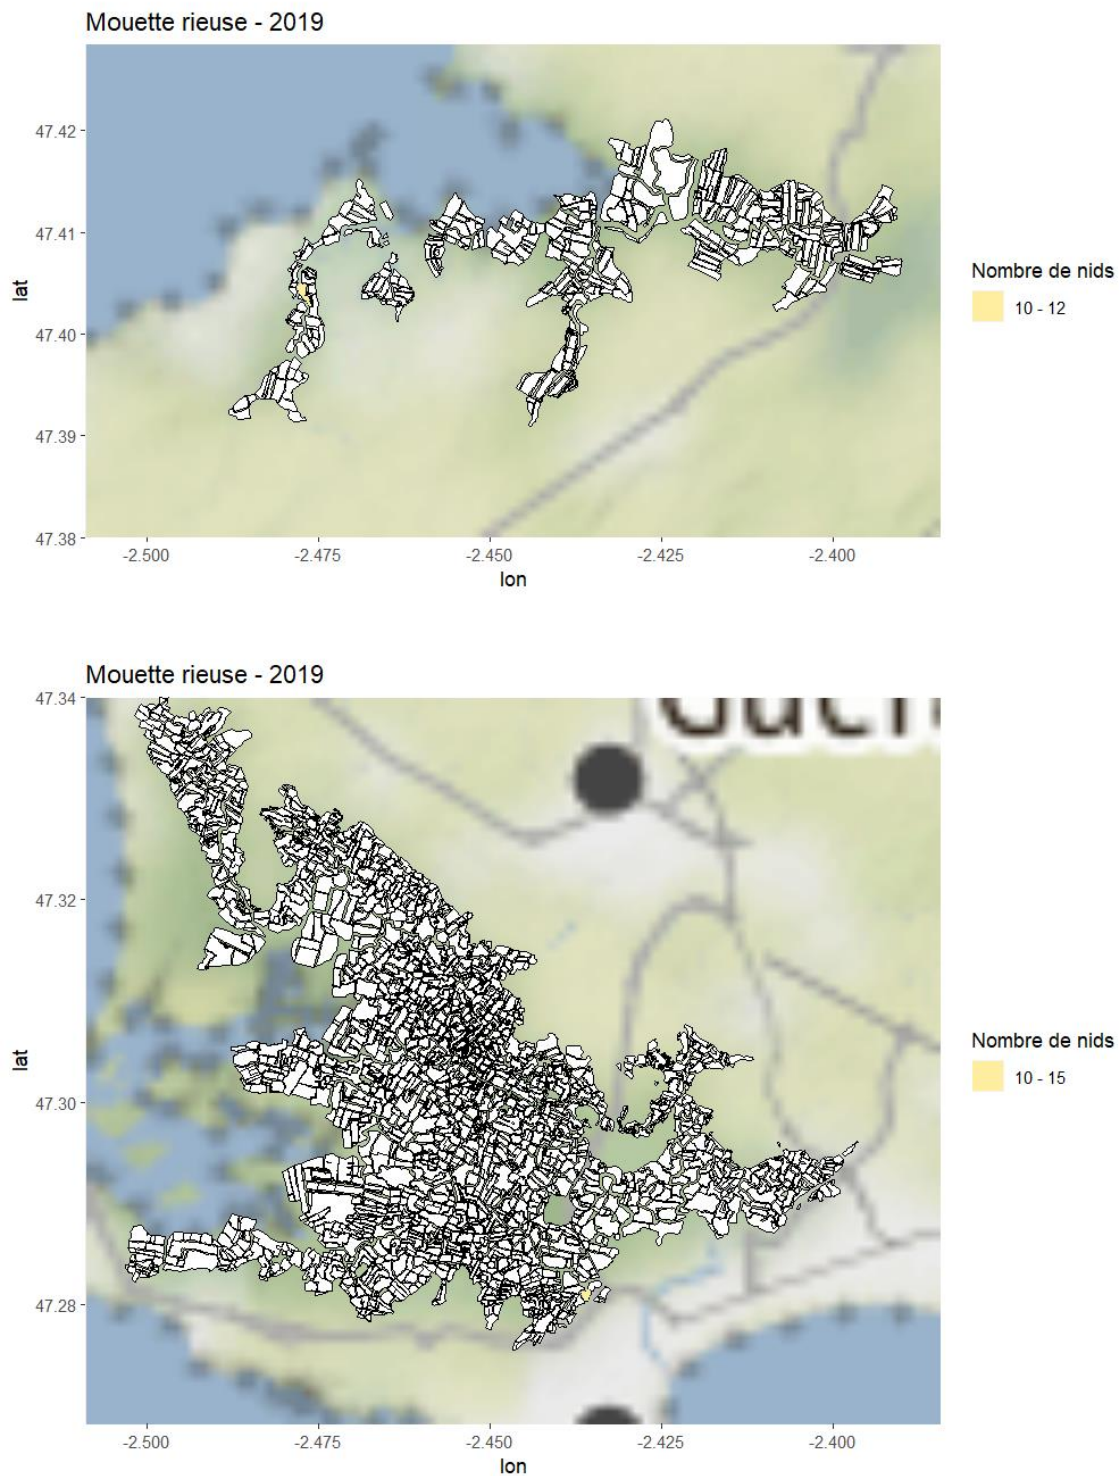 Mouette rieuse - 2019
47.42
47.41
47.40
47.39
47.38
lat
-2.500 -2.475 -2.450 -2.425 -2.400
lon
Nombre de nids
10 - 12
Mouette rieuse - 2019
47.34
47.32
47.30
47.28
lat
-2.500 -2.475 -2.450 -2.425 -2.400
lon
Nombre de nids
10 - 15